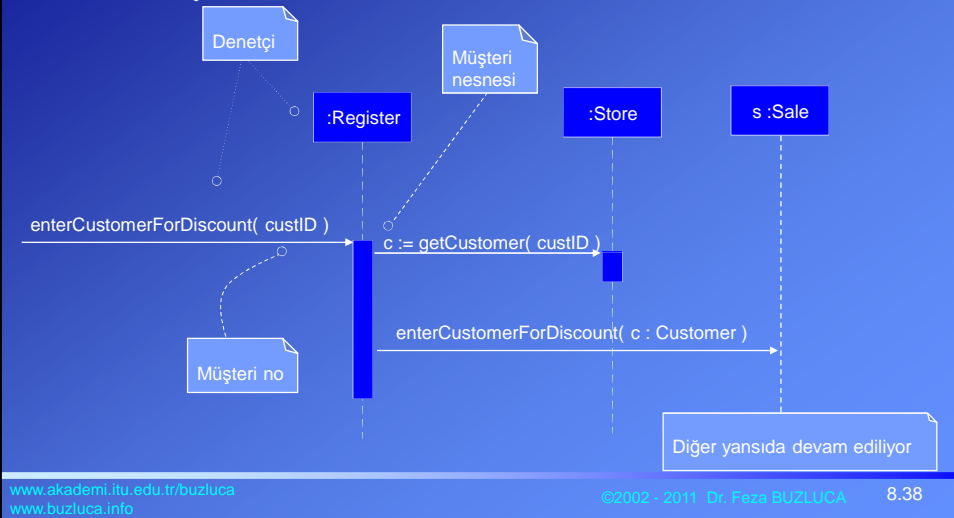 Denetçi
Müşteri
nesnesi
:Register
:Store
s :Sale
enterCustomerForDiscount( custID )
c := getCustomer( custID )
enterCustomerForDiscount( c : Customer )
Müşteri no
Diğer yansıda devam ediliyor
www.akademi.itu.edu.tr/buzluca
www.buzluca.info
©2002 - 2011 Dr. Feza BUZLUCA
8.38